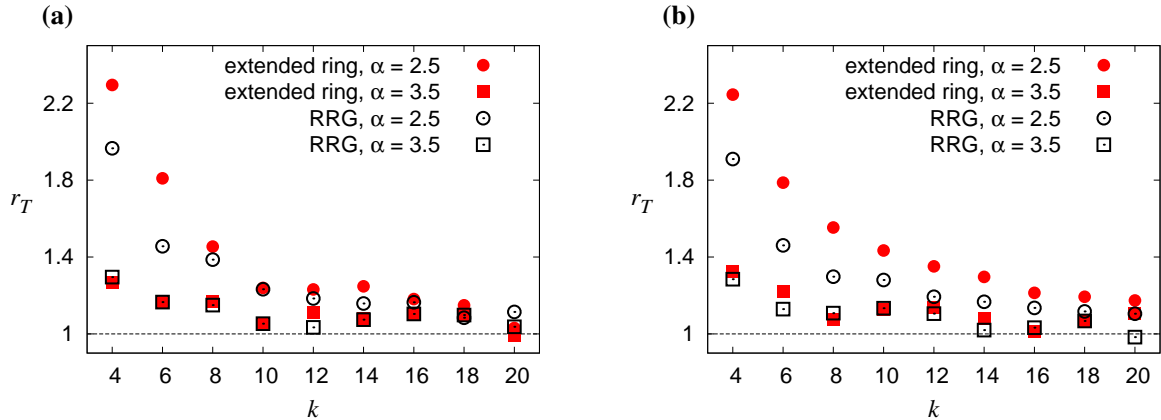 (a)
extended ring, α = 2.5
extended ring, α = 3.5
RRG, α = 2.5
RRG, α = 3.5
2.2
1.8
1.4
1
r_T
4 6 8 10 12 14 16 18 20
k
(b)
extended ring, α = 2.5
extended ring, α = 3.5
RRG, α = 2.5
RRG, α = 3.5
2.2
1.8
1.4
1
r_T
4 6 8 10 12 14 16 18 20
k